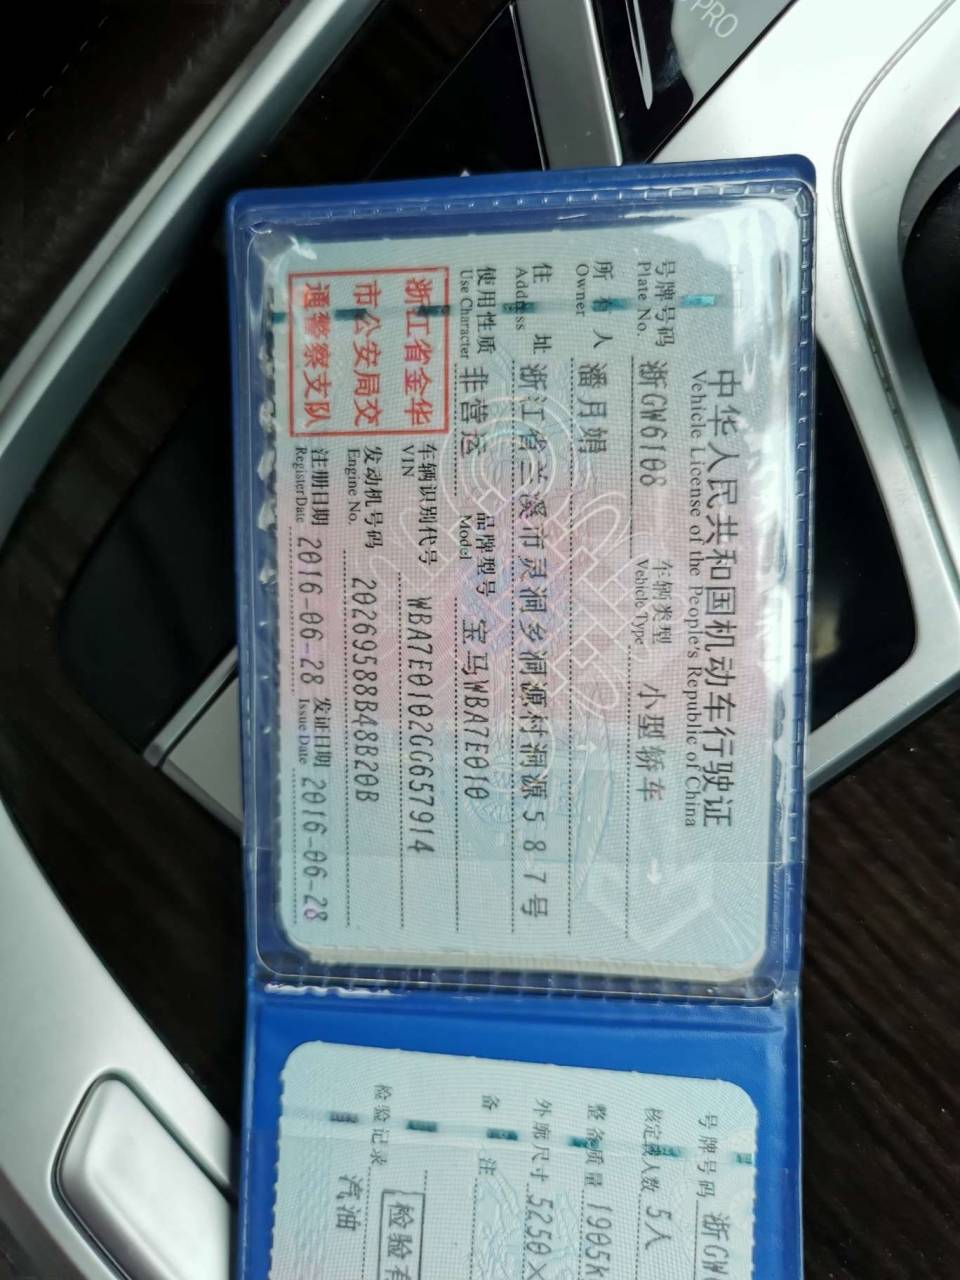 PRO
中华人民共和国机动车行驶证
Vehicle License of the People's Republic of China
号牌号码 浙GW6108 车辆类型 小型轿车
Plate No. Vehicle Type
所有人 潘月娟
Owner
住址 浙江省兰溪市灵洞乡洞源村洞源58-7号
Address
使用性质 非营运 品牌型号 宝马WBA7E010
Use Character Model
浙江省金华
市公安局交
通警察支队
车辆识别代号 WBA7E0102GG657914
VIN
发动机号码 20269588B48B20B
Engine No.
注册日期 2016-06-28 发证日期 2016-06-28
Register Date Issue Date
号牌号码 浙GW
核定载人数 5人
整备质量 1905k
外廓尺寸 5250×
备注
检验有
检验记录 汽油